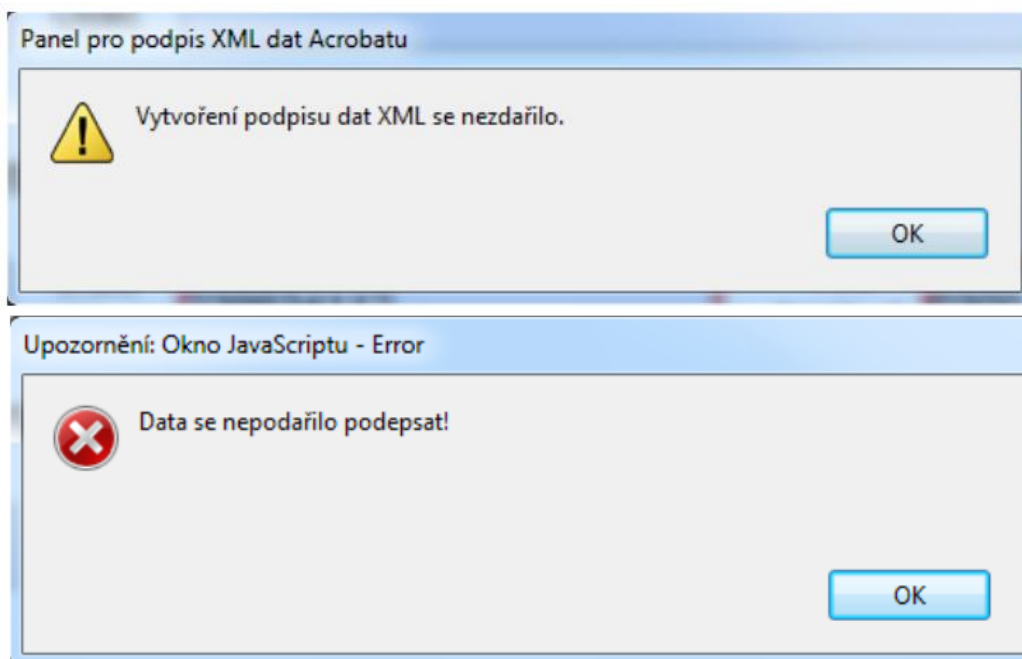 Panel pro podpis XML dat Acrobatu
Vytvoření podpisu dat XML se nezdařilo.
OK
Upozornění: Okno JavaScriptu - Error
Data se nepodařilo podepsat!
OK